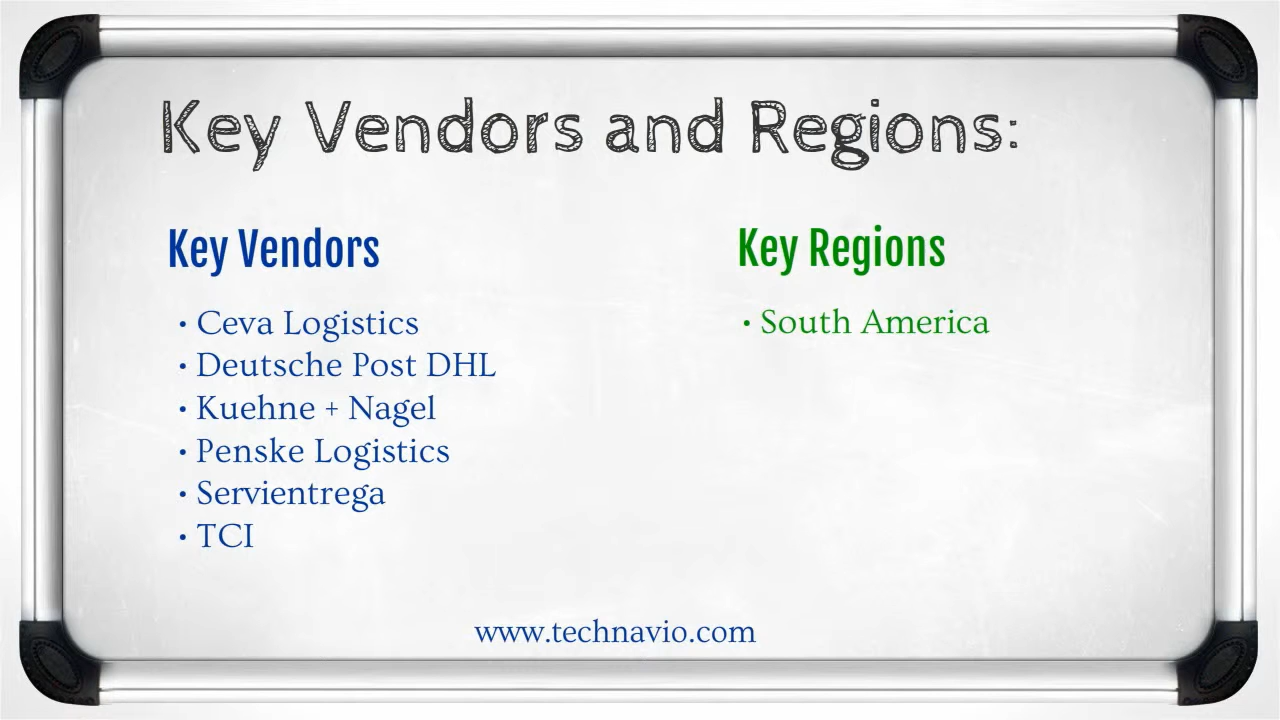 Key Vendors and Regions:
Key Vendors
• Ceva Logistics
• Deutsche Post DHL
• Kuehne + Nagel
• Penske Logistics
• Servientrega
• TCI
Key Regions
• South America
www.technavio.com